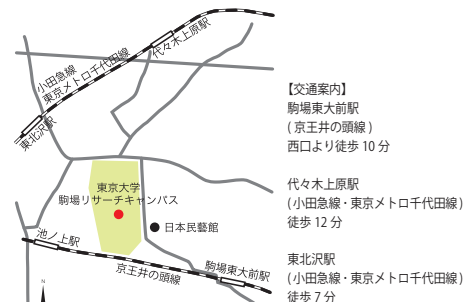 代々木上原駅
小田急線
東京メトロ千代田線
東北沢駅
東京大学
駒場リサーチキャンパス
日本民藝館
池ノ上駅
京王井の頭線
駒場東大前駅
N
【交通案内】
駒場東大前駅
( 京王井の頭線 )
西口より徒歩 10 分
代々木上原駅
( 小田急線・東京メトロ千代田線 )
徒歩 12 分
東北沢駅
( 小田急線・東京メトロ千代田線 )
徒歩 7 分